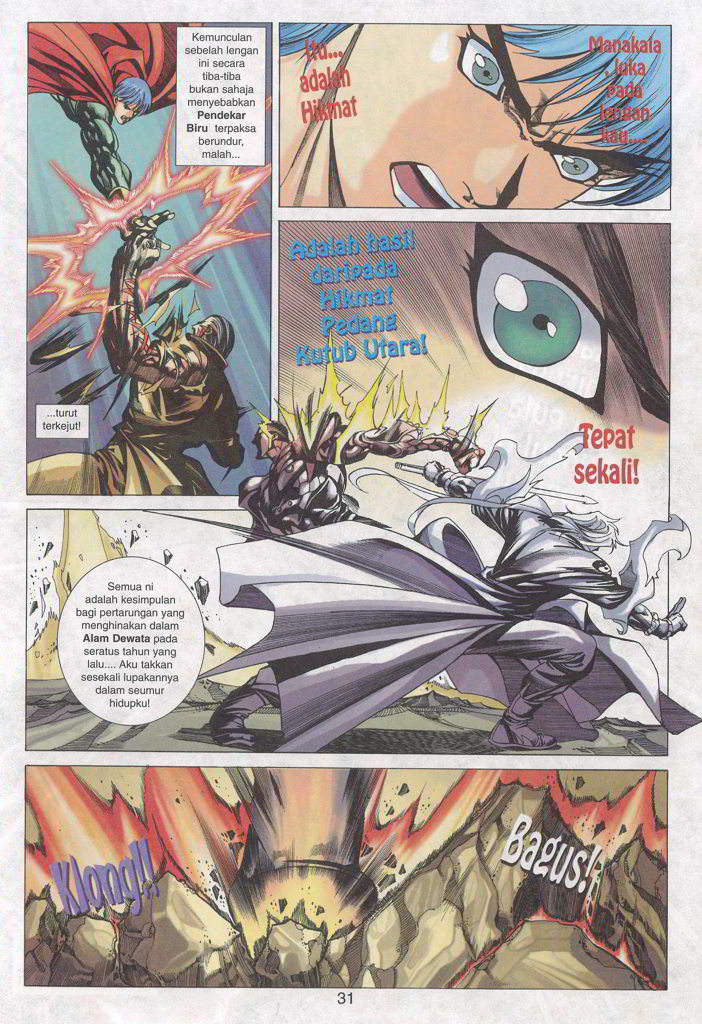 Kemunculan
sebelah lengan
ini secara
tiba-tiba
bukan sahaja
menyebabkan
Pendekar
Biru terpaksa
berundur,
malah...
...turut
terkejut!
Itu...
adalah
Hikmat
Manakala
, luka
pada
lengan
kau....
Adalah hasil
daripada
Hikmat
Pedang
Kutub Utara!
Tepat
sekali!
Semua ni
adalah kesimpulan
bagi pertarungan yang
menghinakan dalam
Alam Dewata pada
seratus tahun yang
lalu.... Aku takkan
sesekali lupakannya
dalam seumur
hidupku!
Klong!!
Bagus!
31